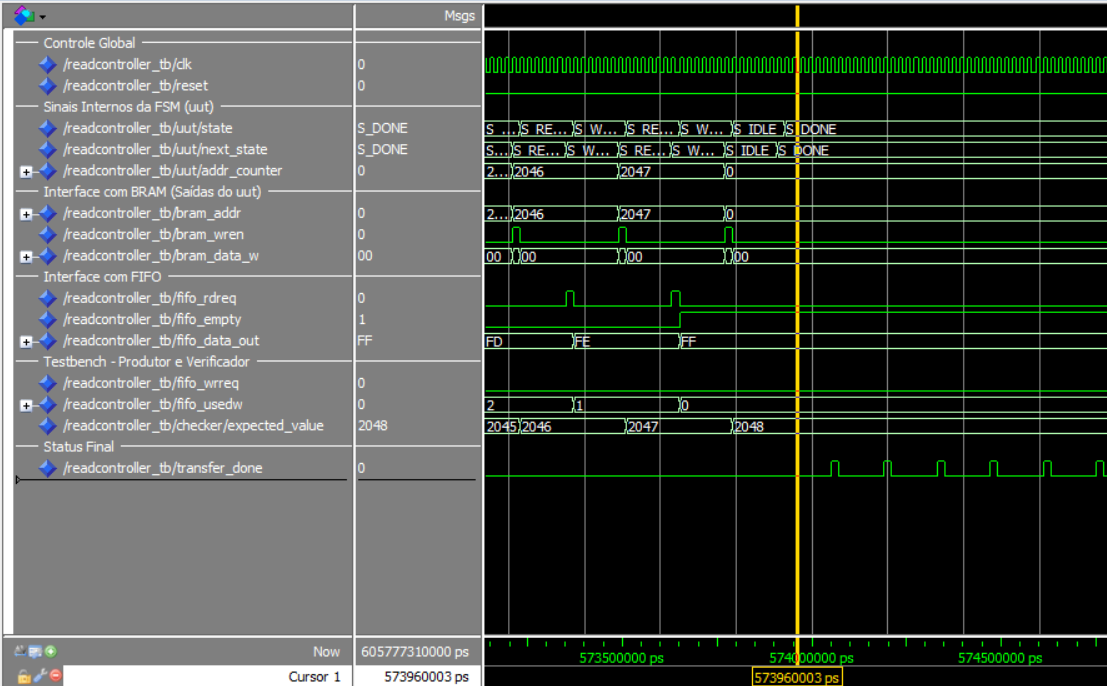 Msgs
Controle Global
/readcontroller_tb/clk 0
/readcontroller_tb/reset 0
Sinais Internos da FSM (uut)
/readcontroller_tb/uut/state S_DONE S ... S RE... S W... S RE... S W... S IDLE S DONE
/readcontroller_tb/uut/next_state S_DONE S... S RE... S W... S RE... S W... S IDLE S DONE
/readcontroller_tb/uut/addr_counter 0 2... 2046 2047 0
Interface com BRAM (Saídas do uut)
/readcontroller_tb/bram_addr 0 2... 2046 2047 0
/readcontroller_tb/bram_wren 0
/readcontroller_tb/bram_data_w 00 00 00 00 00
Interface com FIFO
/readcontroller_tb/fifo_rdreq 0
/readcontroller_tb/fifo_empty 1
/readcontroller_tb/fifo_data_out FF FD FE FF
Testbench - Produtor e Verificador
/readcontroller_tb/fifo_wrreq 0
/readcontroller_tb/fifo_usedw 0 2 1 0
/readcontroller_tb/checker/expected_value 2048 2045 2046 2047 2048
Status Final
/readcontroller_tb/transfer_done 0
Now 605777310000 ps 573500000 ps 574000000 ps 574500000 ps
Cursor 1 573960003 ps 573960003 ps